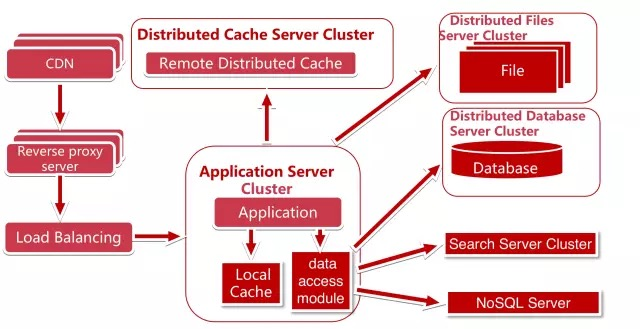 CDN
Reverse proxy
server
Load Balancing
Distributed Cache Server Cluster
Remote Distributed Cache
Application Server
Cluster
Application
Local
Cache
data
access
module
Distributed Files
Server Cluster
File
Distributed Database
Server Cluster
Database
Search Server Cluster
NoSQL Server